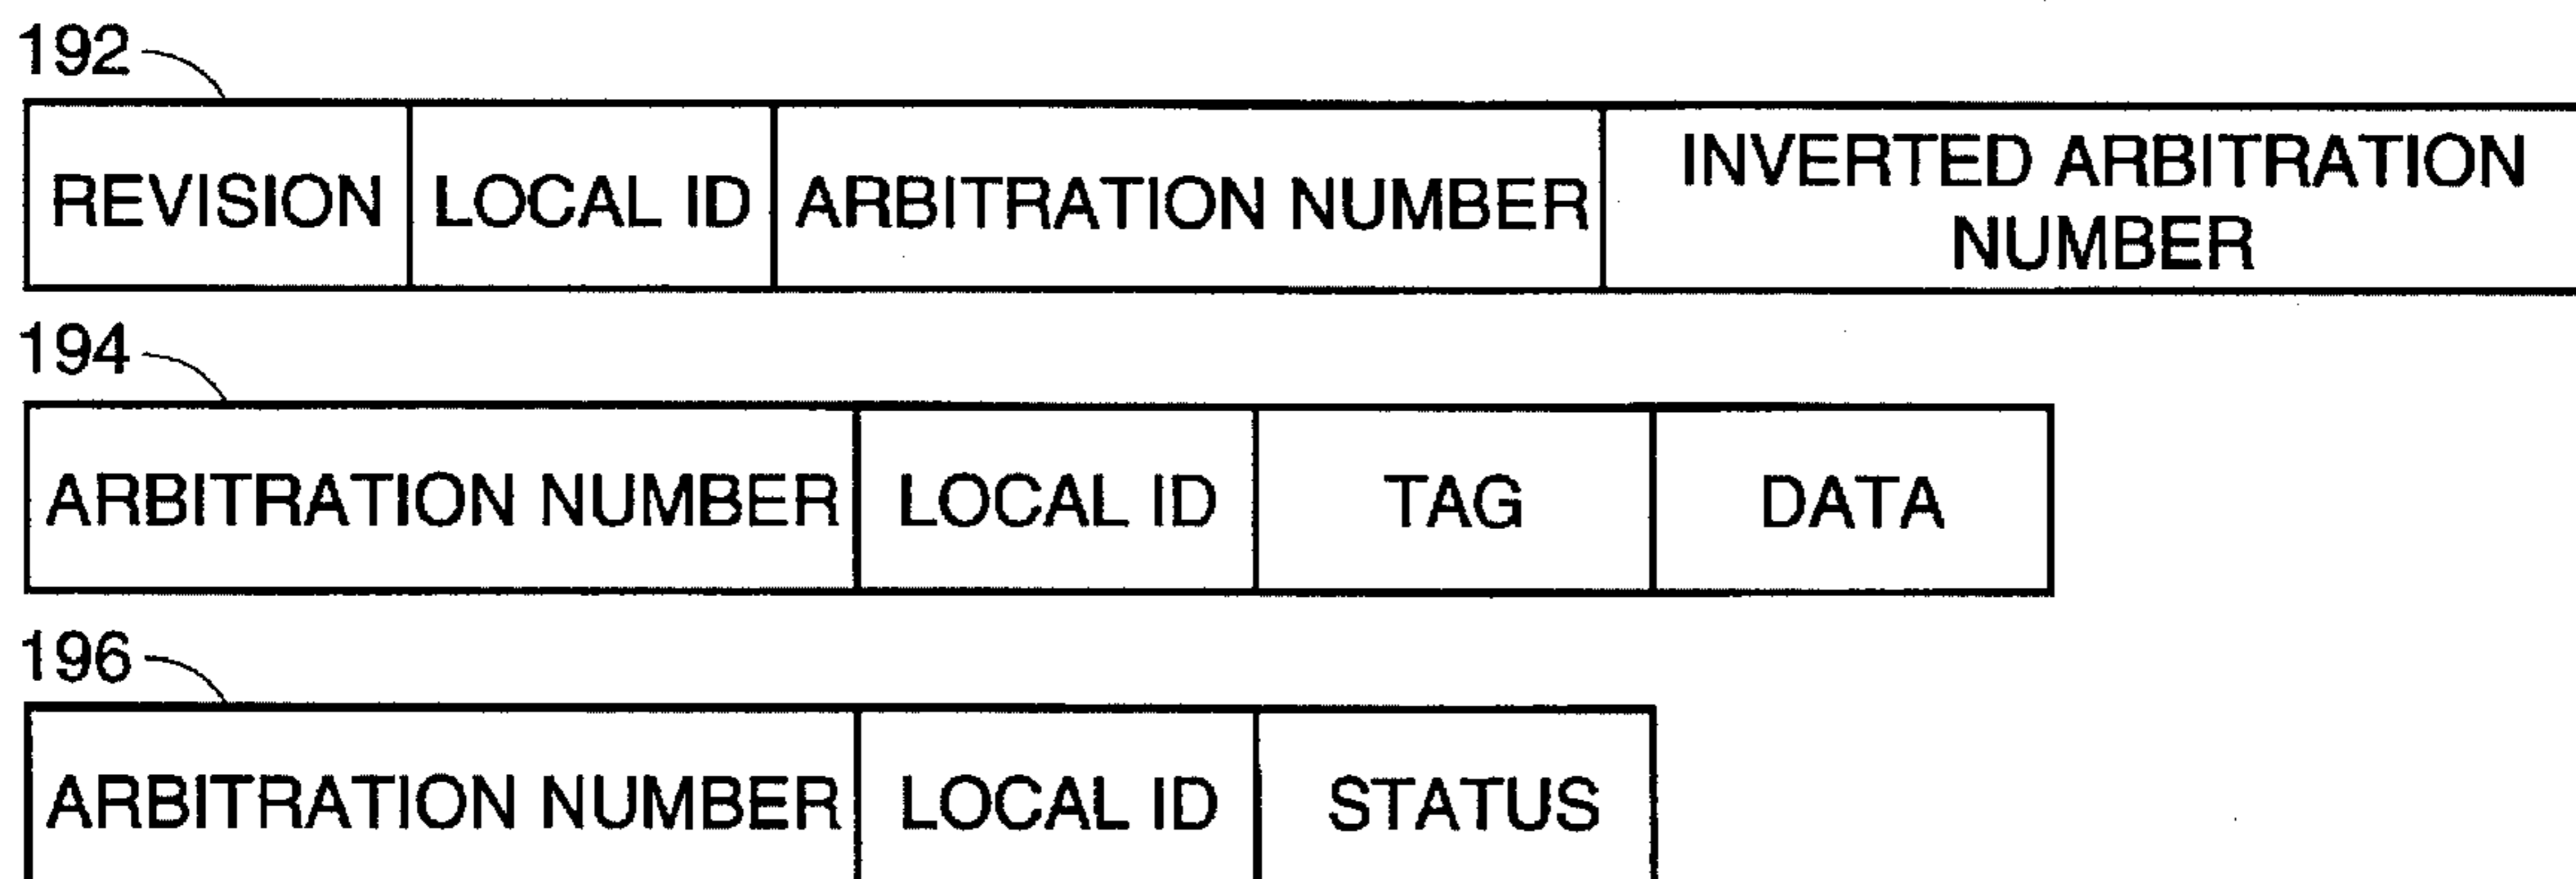 192
REVISION LOCAL ID ARBITRATION NUMBER INVERTED ARBITRATION
NUMBER
194
ARBITRATION NUMBER LOCAL ID TAG DATA
196
ARBITRATION NUMBER LOCAL ID STATUS